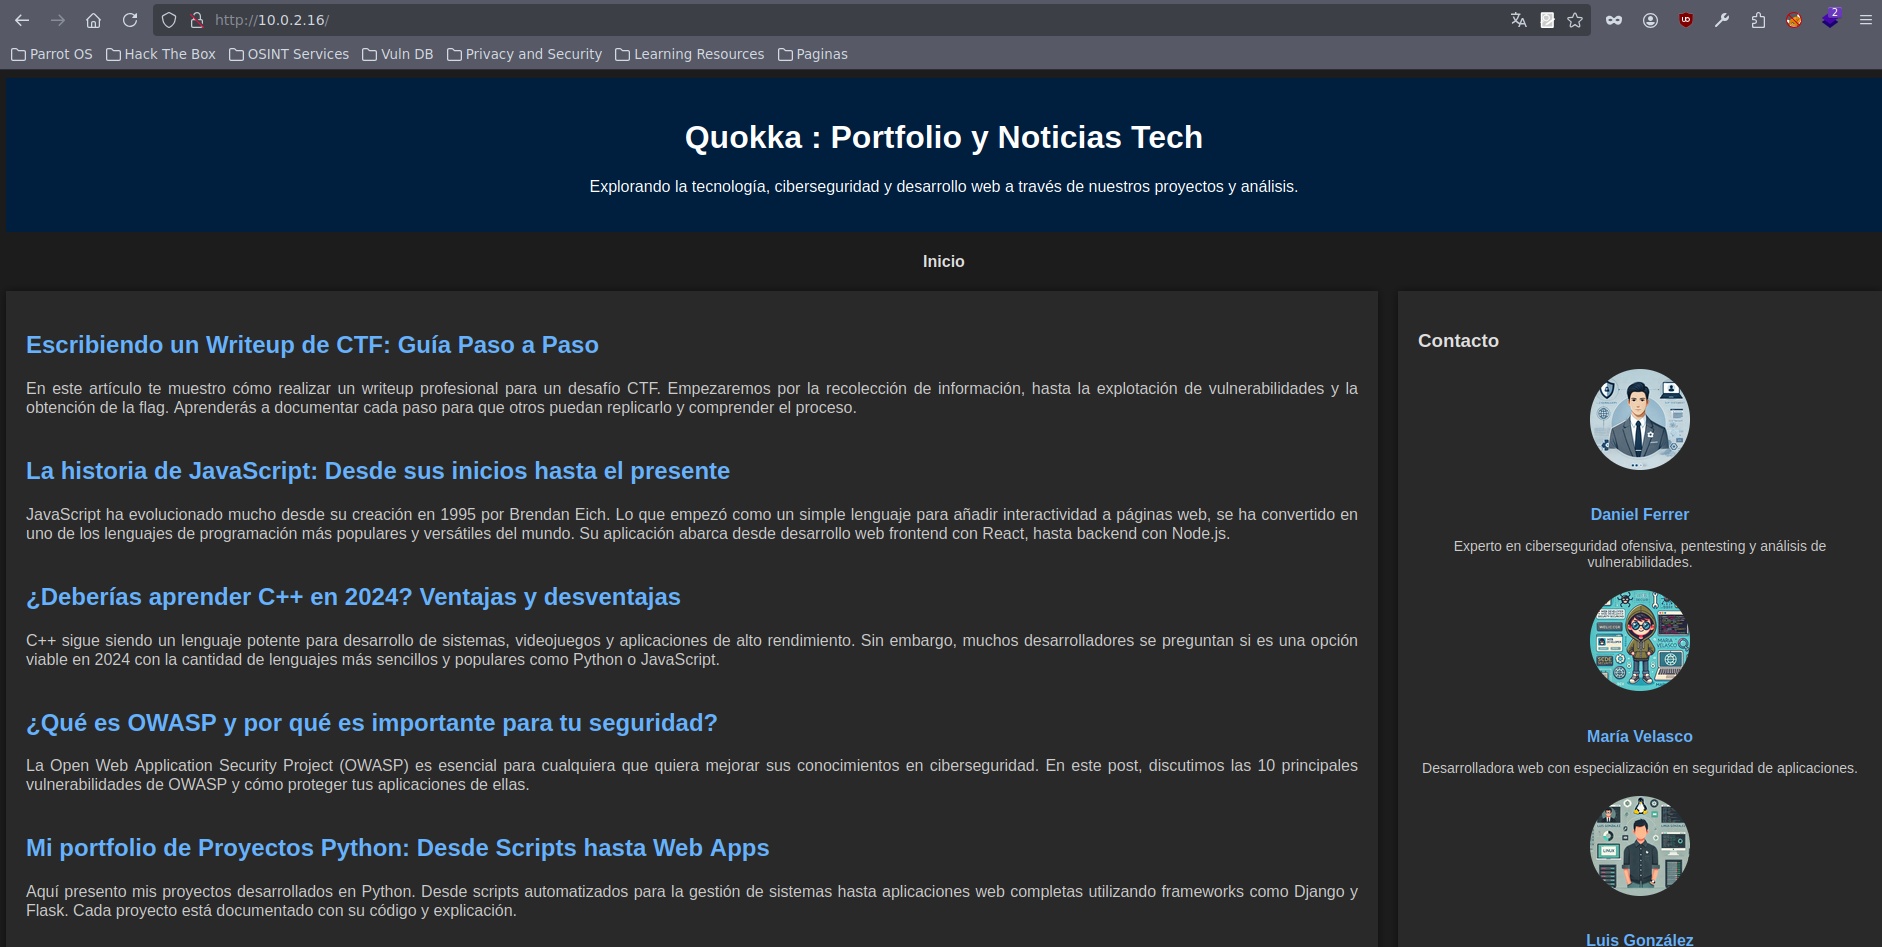 http://10.0.2.16/
2
Parrot OS Hack The Box OSINT Services Vuln DB Privacy and Security Learning Resources Paginas
Quokka : Portfolio y Noticias Tech
Explorando la tecnología, ciberseguridad y desarrollo web a través de nuestros proyectos y análisis.
Inicio
Escribiendo un Writeup de CTF: Guía Paso a Paso
En este artículo te muestro cómo realizar un writeup profesional para un desafío CTF. Empezaremos por la recolección de información, hasta la explotación de vulnerabilidades y la
obtención de la flag. Aprenderás a documentar cada paso para que otros puedan replicarlo y comprender el proceso.
La historia de JavaScript: Desde sus inicios hasta el presente
JavaScript ha evolucionado mucho desde su creación en 1995 por Brendan Eich. Lo que empezó como un simple lenguaje para añadir interactividad a páginas web, se ha convertido en
uno de los lenguajes de programación más populares y versátiles del mundo. Su aplicación abarca desde desarrollo web frontend con React, hasta backend con Node.js.
¿Deberías aprender C++ en 2024? Ventajas y desventajas
C++ sigue siendo un lenguaje potente para desarrollo de sistemas, videojuegos y aplicaciones de alto rendimiento. Sin embargo, muchos desarrolladores se preguntan si es una opción
viable en 2024 con la cantidad de lenguajes más sencillos y populares como Python o JavaScript.
¿Qué es OWASP y por qué es importante para tu seguridad?
La Open Web Application Security Project (OWASP) es esencial para cualquiera que quiera mejorar sus conocimientos en ciberseguridad. En este post, discutimos las 10 principales
vulnerabilidades de OWASP y cómo proteger tus aplicaciones de ellas.
Mi portfolio de Proyectos Python: Desde Scripts hasta Web Apps
Aquí presento mis proyectos desarrollados en Python. Desde scripts automatizados para la gestión de sistemas hasta aplicaciones web completas utilizando frameworks como Django y
Flask. Cada proyecto está documentado con su código y explicación.
Contacto
Daniel Ferrer
Experto en ciberseguridad ofensiva, pentesting y análisis de
vulnerabilidades.
María Velasco
Desarrolladora web con especialización en seguridad de aplicaciones.
Luis González